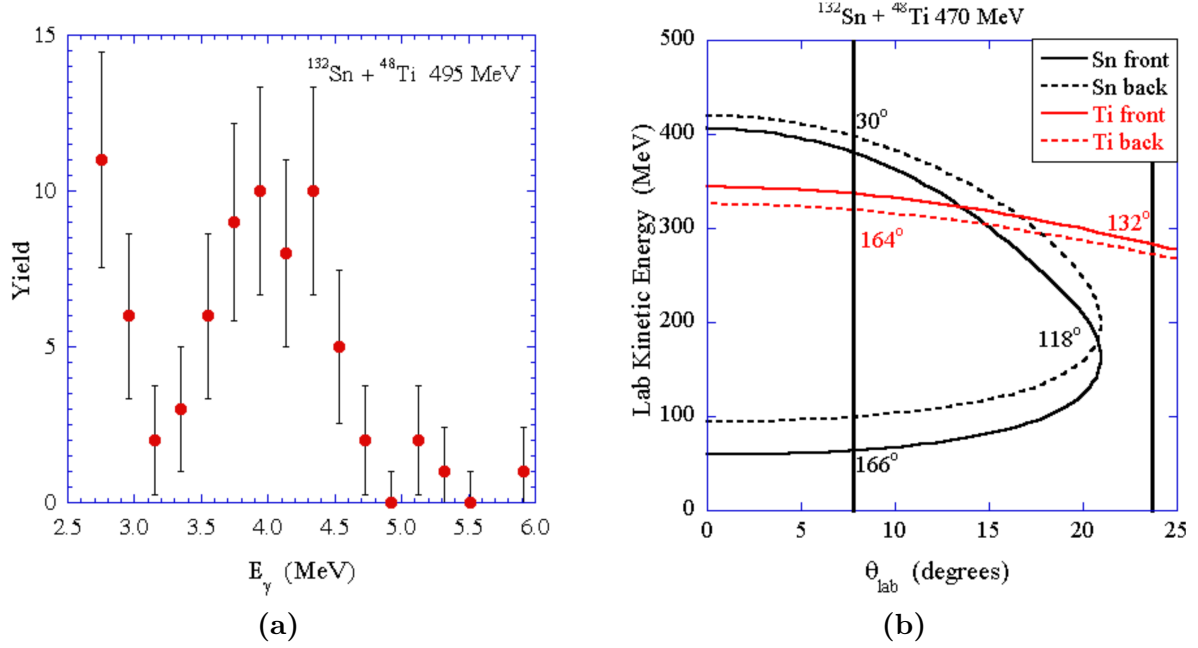 15
10
5
0
Yield
¹³²Sn + ⁴⁸Ti 495 MeV
2.5 3.0 3.5 4.0 4.5 5.0 5.5 6.0
E_γ (MeV)
(a)
¹³²Sn + ⁴⁸Ti 470 MeV
500
400
300
200
100
0
Lab Kinetic Energy (MeV)
Sn front
Sn back
Ti front
Ti back
30°
132°
164°
118°
166°
0 5 10 15 20 25
θ_lab (degrees)
(b)